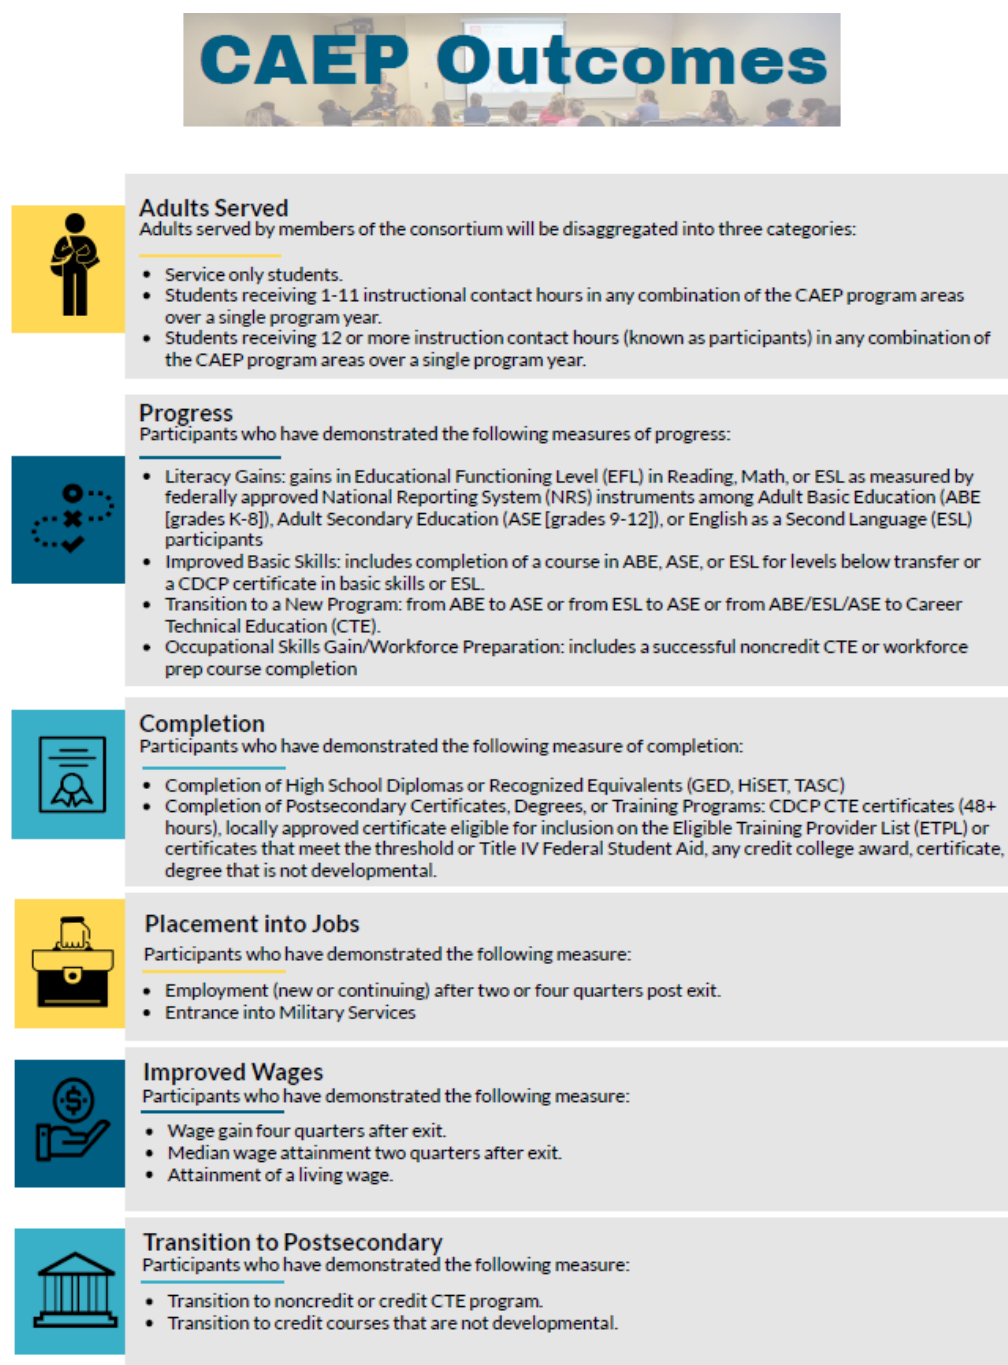 CAEP Outcomes
Adults Served
Adults served by members of the consortium will be disaggregated into three categories:
• Service only students.
• Students receiving 1-11 instructional contact hours in any combination of the CAEP program areas
over a single program year.
• Students receiving 12 or more instruction contact hours (known as participants) in any combination of
the CAEP program areas over a single program year.
Progress
Participants who have demonstrated the following measures of progress:
• Literacy Gains: gains in Educational Functioning Level (EFL) in Reading, Math, or ESL as measured by
federally approved National Reporting System (NRS) instruments among Adult Basic Education (ABE
[grades K-8]), Adult Secondary Education (ASE [grades 9-12]), or English as a Second Language (ESL)
participants
• Improved Basic Skills: includes completion of a course in ABE, ASE, or ESL for levels below transfer or
a CDCP certificate in basic skills or ESL.
• Transition to a New Program: from ABE to ASE or from ESL to ASE or from ABE/ESL/ASE to Career
Technical Education (CTE).
• Occupational Skills Gain/Workforce Preparation: includes a successful noncredit CTE or workforce
prep course completion
Completion
Participants who have demonstrated the following measure of completion:
• Completion of High School Diplomas or Recognized Equivalents (GED, HiSET, TASC)
• Completion of Postsecondary Certificates, Degrees, or Training Programs: CDCP CTE certificates (48+
hours), locally approved certificate eligible for inclusion on the Eligible Training Provider List (ETPL) or
certificates that meet the threshold or Title IV Federal Student Aid, any credit college award, certificate,
degree that is not developmental.
Placement into Jobs
Participants who have demonstrated the following measure:
• Employment (new or continuing) after two or four quarters post exit.
• Entrance into Military Services
Improved Wages
Participants who have demonstrated the following measure:
• Wage gain four quarters after exit.
• Median wage attainment two quarters after exit.
• Attainment of a living wage.
Transition to Postsecondary
Participants who have demonstrated the following measure:
• Transition to noncredit or credit CTE program.
• Transition to credit courses that are not developmental.